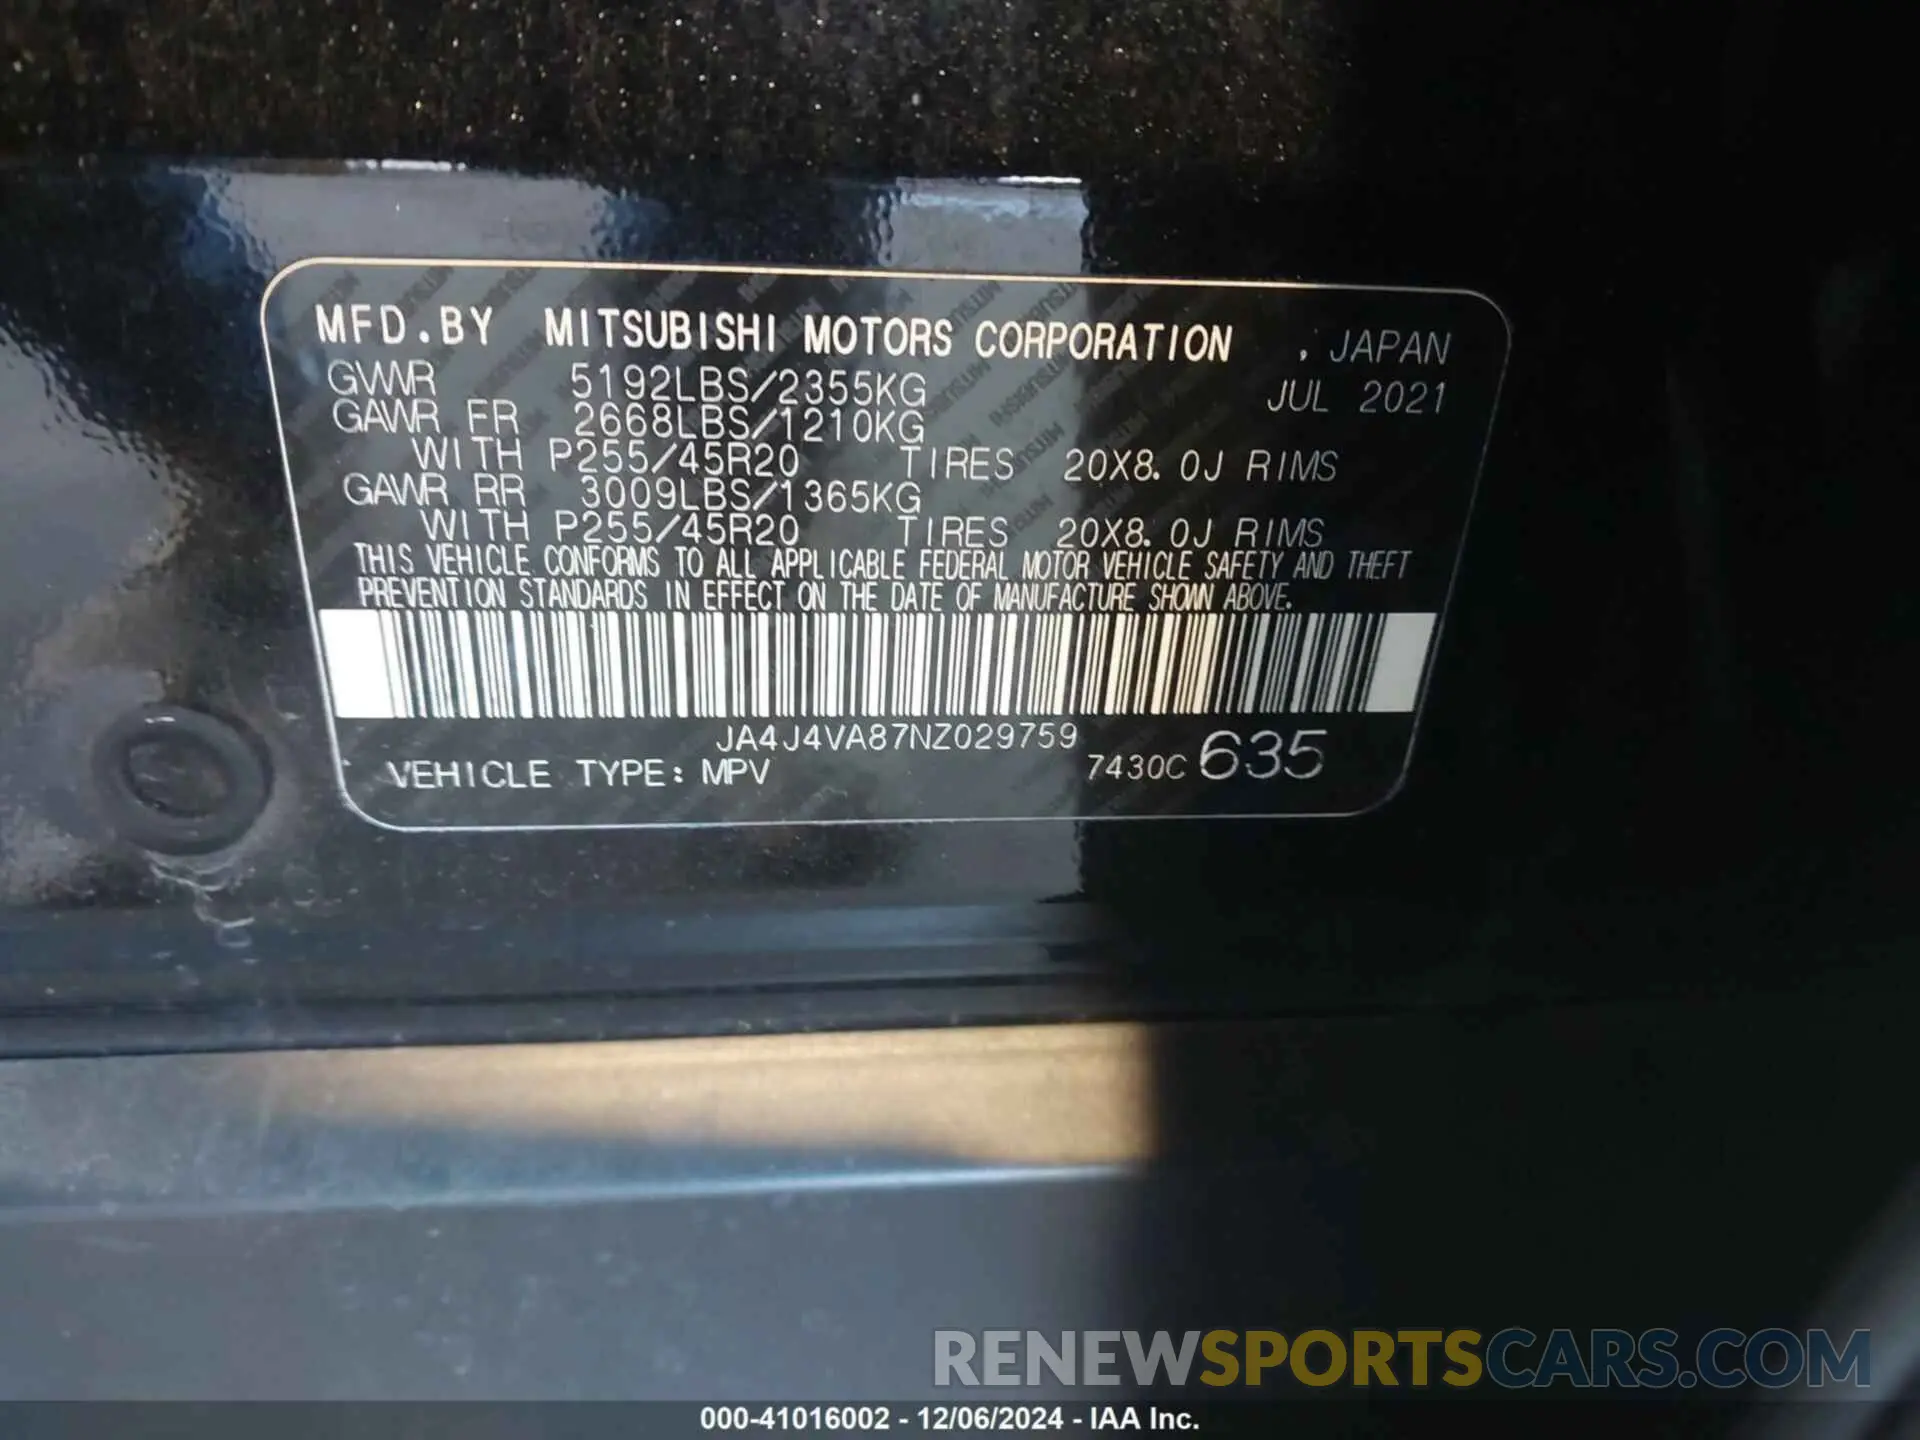 MFD.BY MITSUBISHI MOTORS CORPORATION , JAPAN
GVWR 5192LBS/2355KG JUL 2021
GAWR FR 2668LBS/1210KG
WITH P255/45R20 TIRES 20X8.0J RIMS
GAWR RR 3009LBS/1365KG
WITH P255/45R20 TIRES 20X8.0J RIMS
THIS VEHICLE CONFORMS TO ALL APPLICABLE FEDERAL MOTOR VEHICLE SAFETY AND THEFT
PREVENTION STANDARDS IN EFFECT ON THE DATE OF MANUFACTURE SHOWN ABOVE.
JA4J4VA87NZ029759
VEHICLE TYPE: MPV 7430C 635
RENEWSPORTSCARS.COM
000-41016002 - 12/06/2024 - IAA Inc.